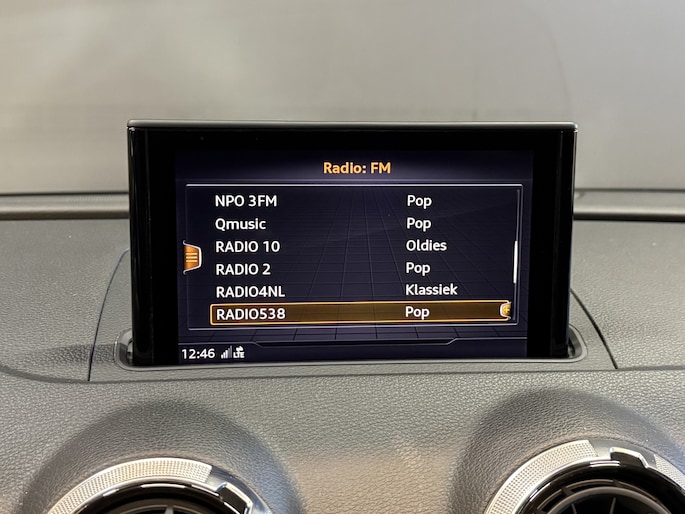 Radio: FM
NPO 3FM Pop
Qmusic Pop
RADIO 10 Oldies
RADIO 2 Pop
RADIO4NL Klassiek
RADIO538 Pop
12:46 LTE